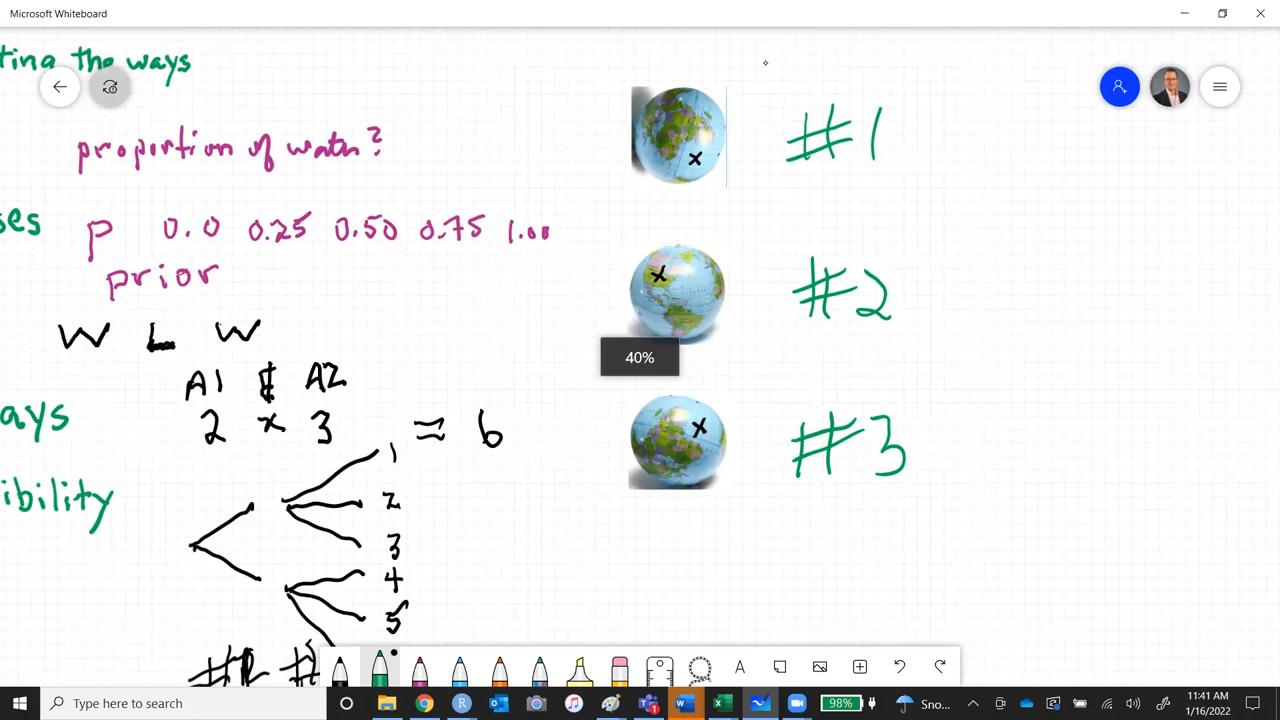 Microsoft Whiteboard
ting the ways
proportion of water?
ses
p 0.0 0.25 0.50 0.75 1.00
prior
W L W
A1 & A2
ays
2 x 3 = 6
1
ibility
2
3
4
5
#1
#2
40%
#3
A
Type here to search
98%
Sno...
11:41 AM
1/16/2022